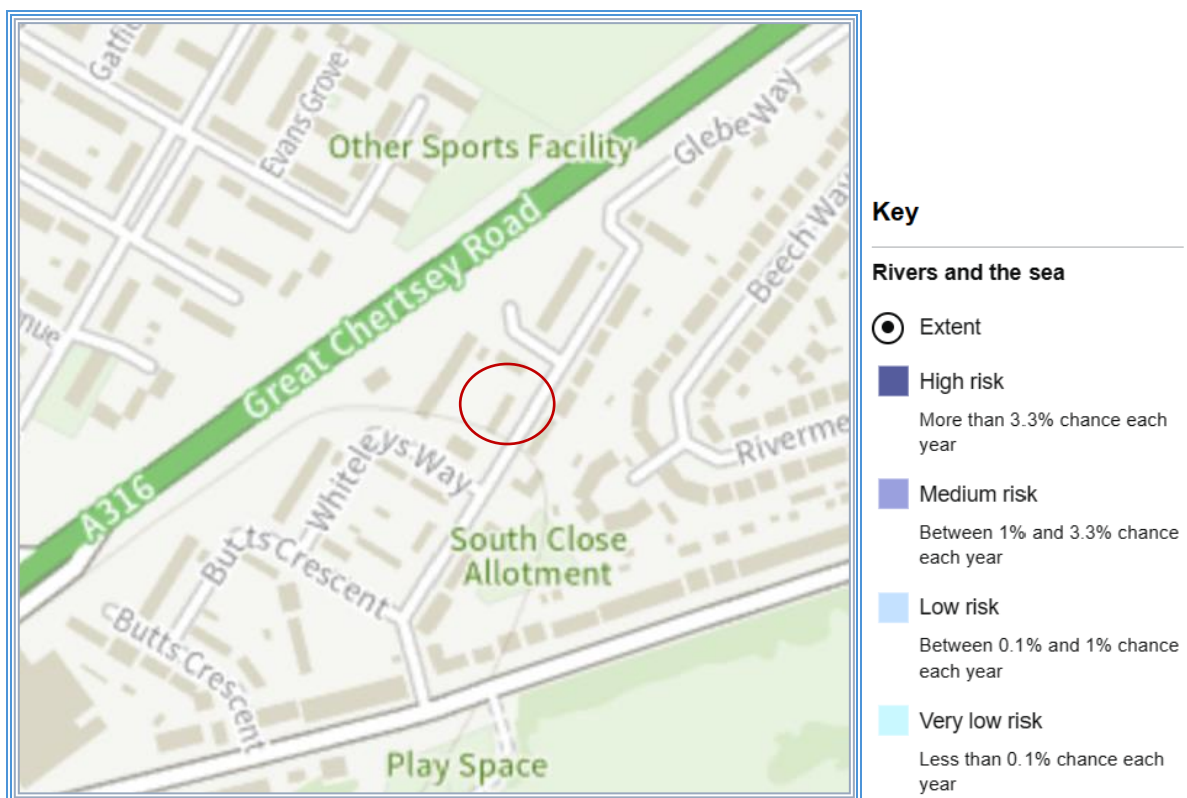 Evans Grove
Other Sports Facility
Glebe Way
Beech Way
Great Chertsey Road
A316
Whiteleys Way
Butts Crescent
South Close
Allotment
Butts Crescent
Play Space
Key
Rivers and the sea
Extent
High risk
More than 3.3% chance each
year
Medium risk
Between 1% and 3.3% chance
each year
Low risk
Between 0.1% and 1% chance
each year
Very low risk
Less than 0.1% chance each
year